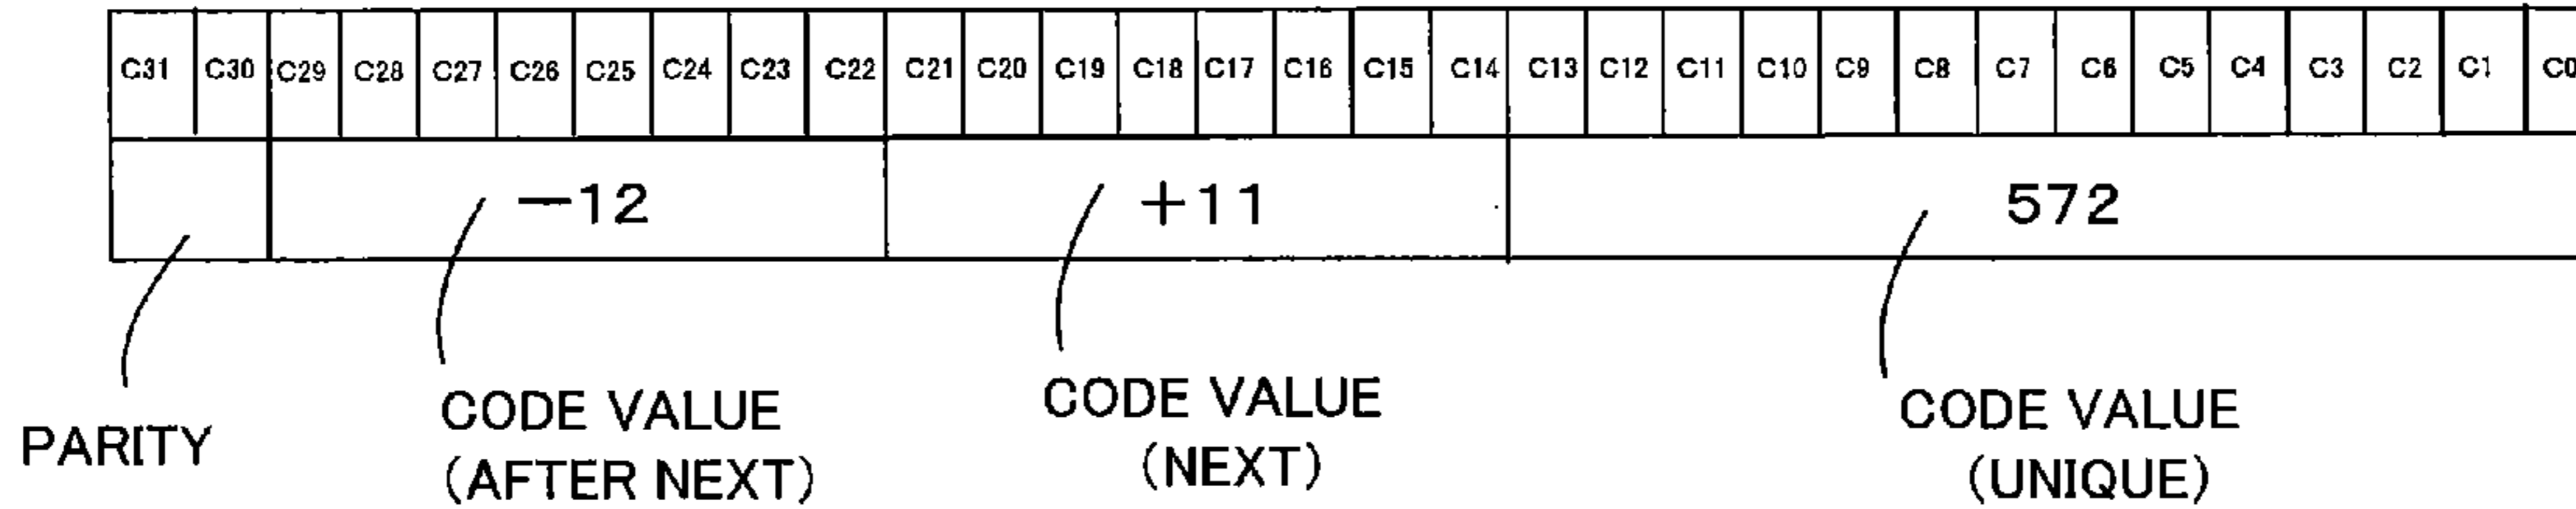 C31 C30 C29 C28 C27 C26 C25 C24 C23 C22 C21 C20 C19 C18 C17 C16 C15 C14 C13 C12 C11 C10 C9 C8 C7 C6 C5 C4 C3 C2 C1 C0
−12 +11 572
PARITY
CODE VALUE
(AFTER NEXT)
CODE VALUE
(NEXT)
CODE VALUE
(UNIQUE)